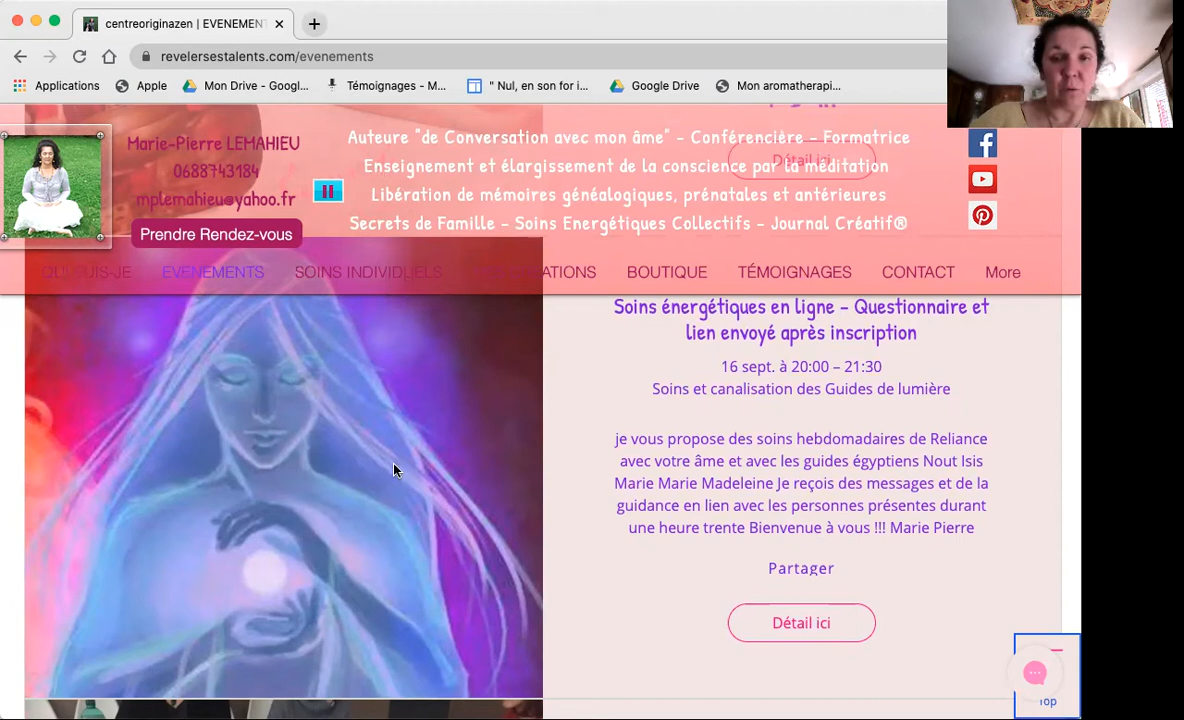 centreoriginazen | EVENEMEN
revelersestalents.com/evenements
Applications
Apple
Mon Drive - Googl...
Témoignages - M...
" Nul, en son for i...
Google Drive
Mon aromatherapi...
Marie-Pierre LEMAHIEU
0688743184
mplemahieu@yahoo.fr
Prendre Rendez-vous
Auteure "de Conversation avec mon âme" - Conférencière - Formatrice
Enseignement et élargissement de la conscience par la méditation
Libération de mémoires généalogiques, prénatales et antérieures
Secrets de Famille - Soins Energétiques Collectifs - Journal Créatif®
Détail ici
QUI SUIS-JE
EVENEMENTS
SOINS INDIVIDUELS
BOUTIQUE
TÉMOIGNAGES
CONTACT
More
Soins énergétiques en ligne - Questionnaire et
lien envoyé après inscription
16 sept. à 20:00 – 21:30
Soins et canalisation des Guides de lumière
je vous propose des soins hebdomadaires de Reliance
avec votre âme et avec les guides égyptiens Nout Isis
Marie Marie Madeleine Je reçois des messages et de la
guidance en lien avec les personnes présentes durant
une heure trente Bienvenue à vous !!! Marie Pierre
Partager
Détail ici
Top